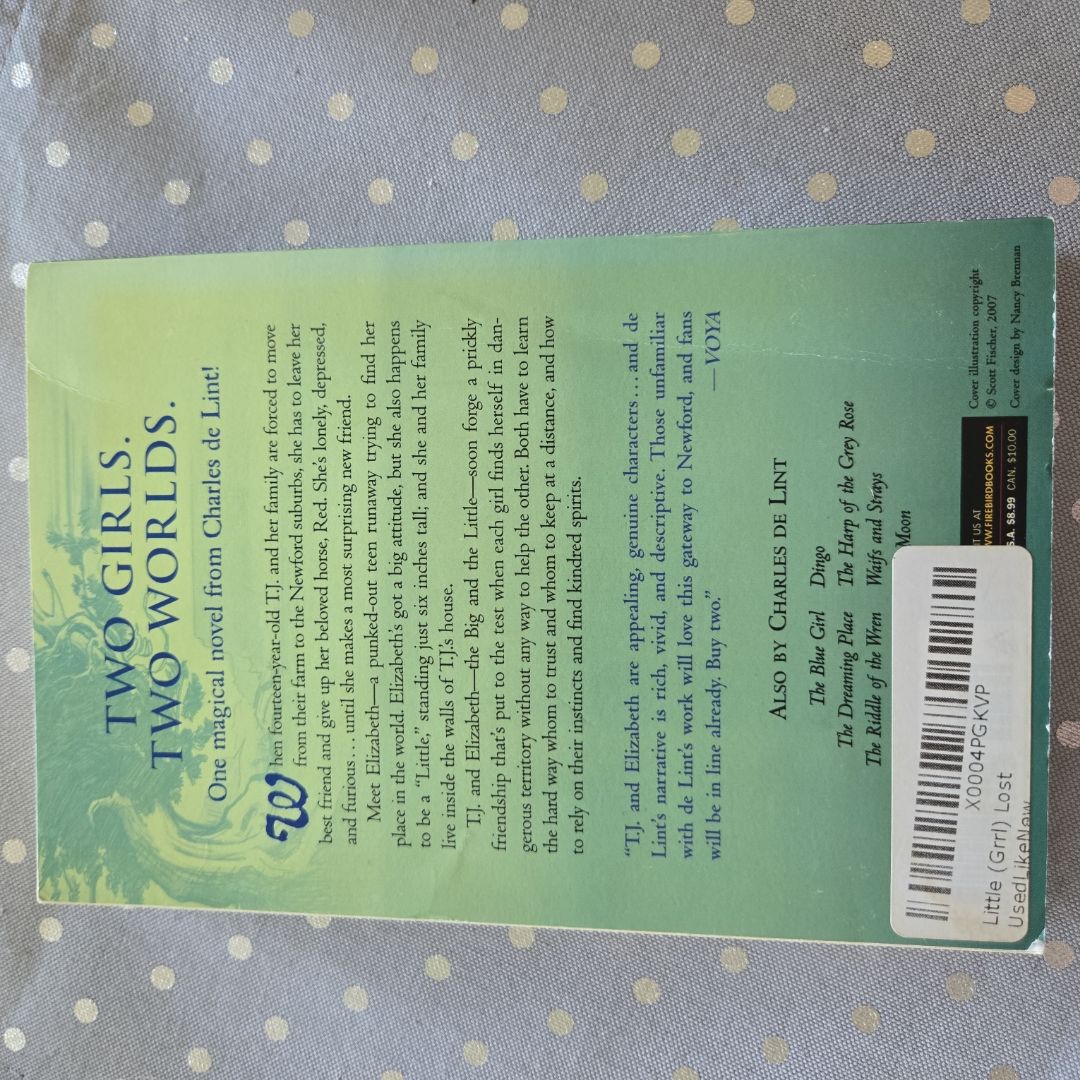 TWO GIRLS.
TWO WORLDS.
One magical novel from Charles de Lint!
When fourteen-year-old T.J. and her family are forced to move
from their farm to the Newford suburbs, she has to leave her
best friend and give up her beloved horse, Red. She's lonely, depressed,
and furious... until she makes a most surprising new friend.
Meet Elizabeth—a punked-out teen runaway trying to find her
place in the world. Elizabeth's got a big attitude, but she also happens
to be a "Little," standing just six inches tall; and she and her family
live inside the walls of T.J.'s house.
T.J. and Elizabeth—the Big and the Little—soon forge a prickly
friendship that's put to the test when each girl finds herself in dan-
gerous territory without any way to help the other. Both have to learn
the hard way whom to trust and whom to keep at a distance, and how
to rely on their instincts and find kindred spirits.
"T.J. and Elizabeth are appealing, genuine characters... and de
Lint's narrative is rich, vivid, and descriptive. Those unfamiliar
with de Lint's work will love this gateway to Newford, and fans
will be in line already. Buy two."
—VOYA
ALSO BY CHARLES DE LINT
The Blue Girl Dingo
The Dreaming Place The Harp of the Grey Rose
The Riddle of the Wren Waifs and Strays
Moon
T US AT
WW.FIREBIRDBOOKS.COM
S.A. $8.99 CAN. $10.00
Cover illustration copyright
© Scott Fischer, 2007
Cover design by Nancy Brennan
X0004PGKVP
Little (Grrl) Lost
UsedLikeNew